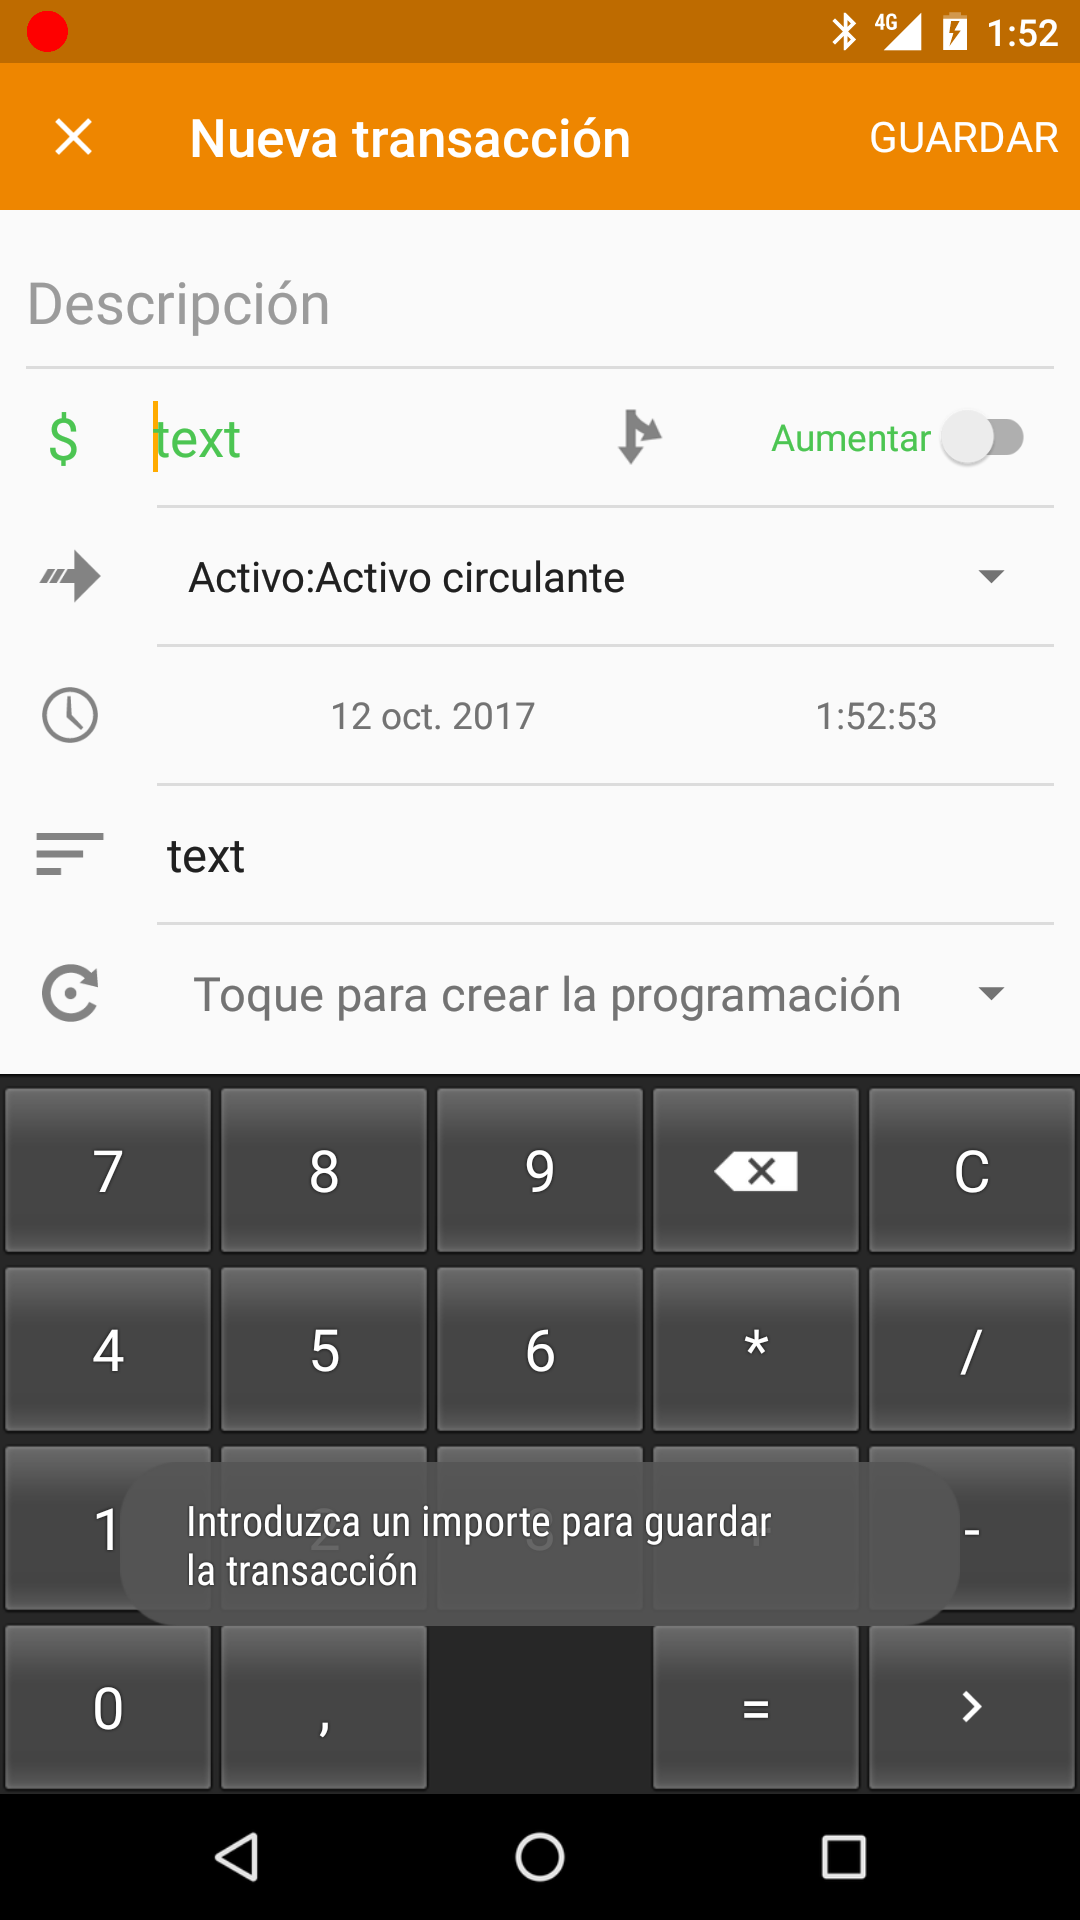 4G 1:52
Nueva transacción GUARDAR
Descripción
$ text Aumentar
Activo:Activo circulante
12 oct. 2017 1:52:53
text
Toque para crear la programación
7 8 9 C
4 5 6 * /
1 2 3 + -
Introduzca un importe para guardar
la transacción
0 , = >